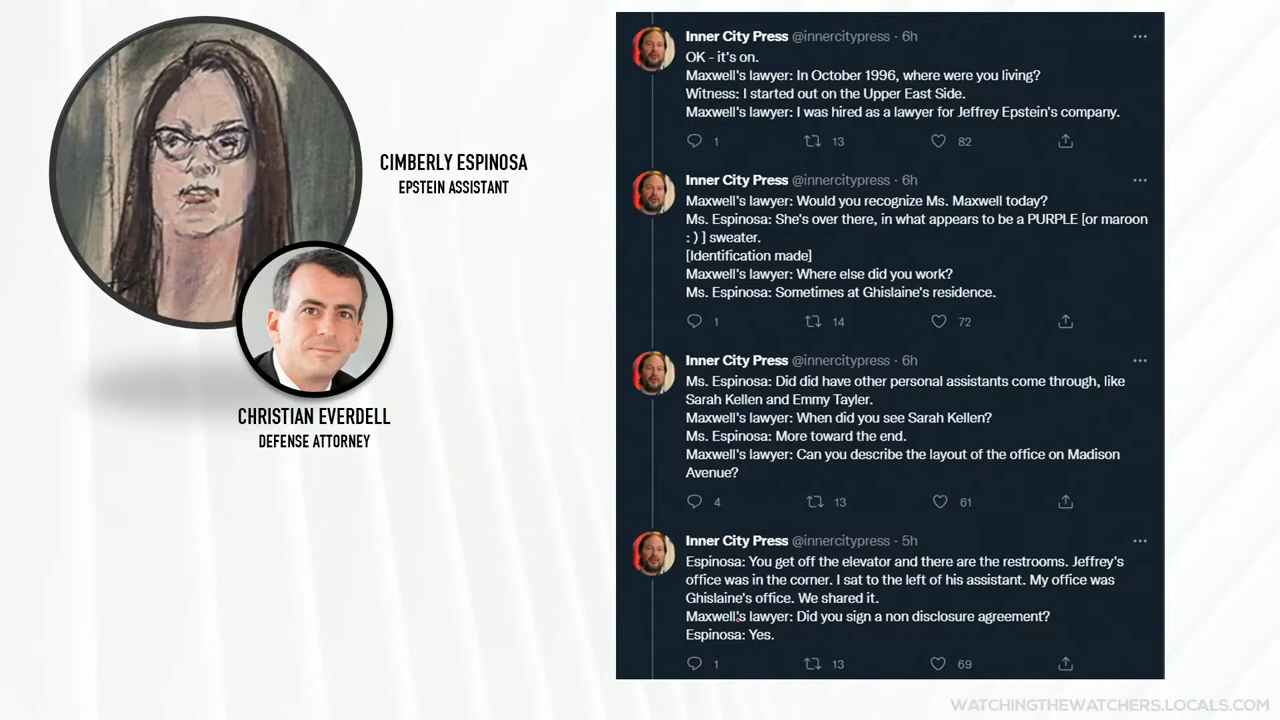 CIMBERLY ESPINOSA
EPSTEIN ASSISTANT
CHRISTIAN EVERDELL
DEFENSE ATTORNEY
Inner City Press @innercitypress · 6h
OK - it's on.
Maxwell's lawyer: In October 1996, where were you living?
Witness: I started out on the Upper East Side.
Maxwell's lawyer: I was hired as a lawyer for Jeffrey Epstein's company.
1 13 82
Inner City Press @innercitypress · 6h
Maxwell's lawyer: Would you recognize Ms. Maxwell today?
Ms. Espinosa: She's over there, in what appears to be a PURPLE [or maroon
: ) ] sweater.
[Identification made]
Maxwell's lawyer: Where else did you work?
Ms. Espinosa: Sometimes at Ghislaine's residence.
1 14 72
Inner City Press @innercitypress · 6h
Ms. Espinosa: Did did have other personal assistants come through, like
Sarah Kellen and Emmy Tayler.
Maxwell's lawyer: When did you see Sarah Kellen?
Ms. Espinosa: More toward the end.
Maxwell's lawyer: Can you describe the layout of the office on Madison
Avenue?
4 13 61
Inner City Press @innercitypress · 5h
Espinosa: You get off the elevator and there are the restrooms. Jeffrey's
office was in the corner. I sat to the left of his assistant. My office was
Ghislaine's office. We shared it.
Maxwell's lawyer: Did you sign a non disclosure agreement?
Espinosa: Yes.
1 13 69
WATCHINGTHEWATCHERS.LOCALS.COM